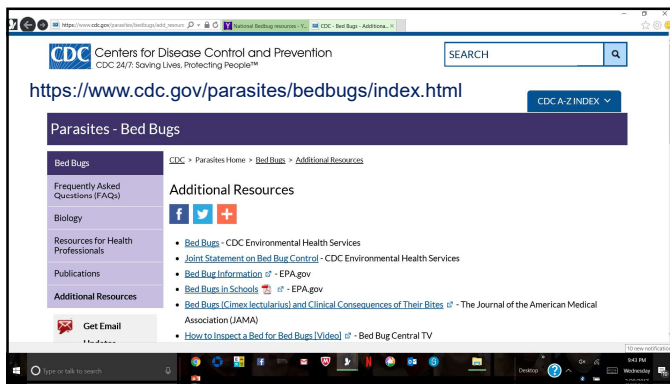 https://www.cdc.gov/parasites/bedbugs/add_resourc
National Bedbug resources - Y...
CDC - Bed Bugs - Additiona...
CDC Centers for Disease Control and Prevention
CDC 24/7: Saving Lives, Protecting People™
SEARCH
https://www.cdc.gov/parasites/bedbugs/index.html
CDC A-Z INDEX
Parasites - Bed Bugs
Bed Bugs
Frequently Asked
Questions (FAQs)
Biology
Resources for Health
Professionals
Publications
Additional Resources
Get Email
CDC > Parasites Home > Bed Bugs > Additional Resources
Additional Resources
• Bed Bugs - CDC Environmental Health Services
• Joint Statement on Bed Bug Control - CDC Environmental Health Services
• Bed Bug Information - EPA.gov
• Bed Bugs in Schools - EPA.gov
• Bed Bugs (Cimex lectularius) and Clinical Consequences of Their Bites - The Journal of the American Medical
Association (JAMA)
• How to Inspect a Bed for Bed Bugs [Video] - Bed Bug Central TV
10 new notification
Type or talk to search
Desktop
9:43 PM
Wednesday